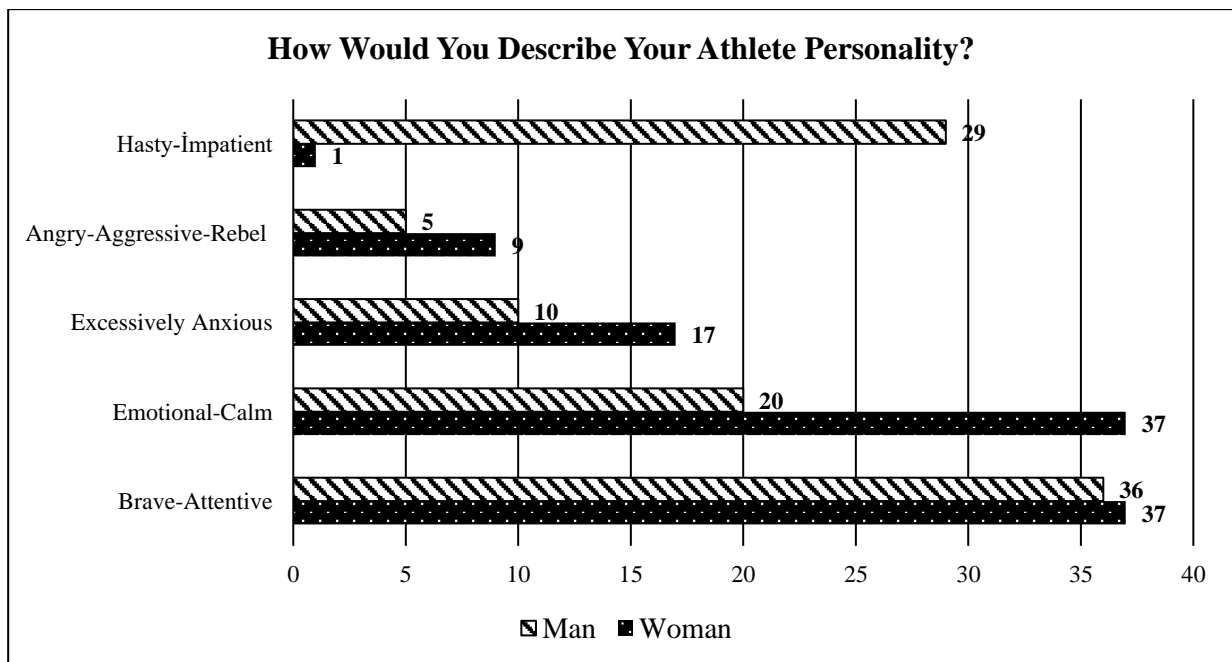 How Would You Describe Your Athlete Personality?
Hasty-İmpatient
29
1
Angry-Aggressive-Rebel
5
9
Excessively Anxious
10
17
Emotional-Calm
20
37
Brave-Attentive
36
37
0 5 10 15 20 25 30 35 40
Man Woman